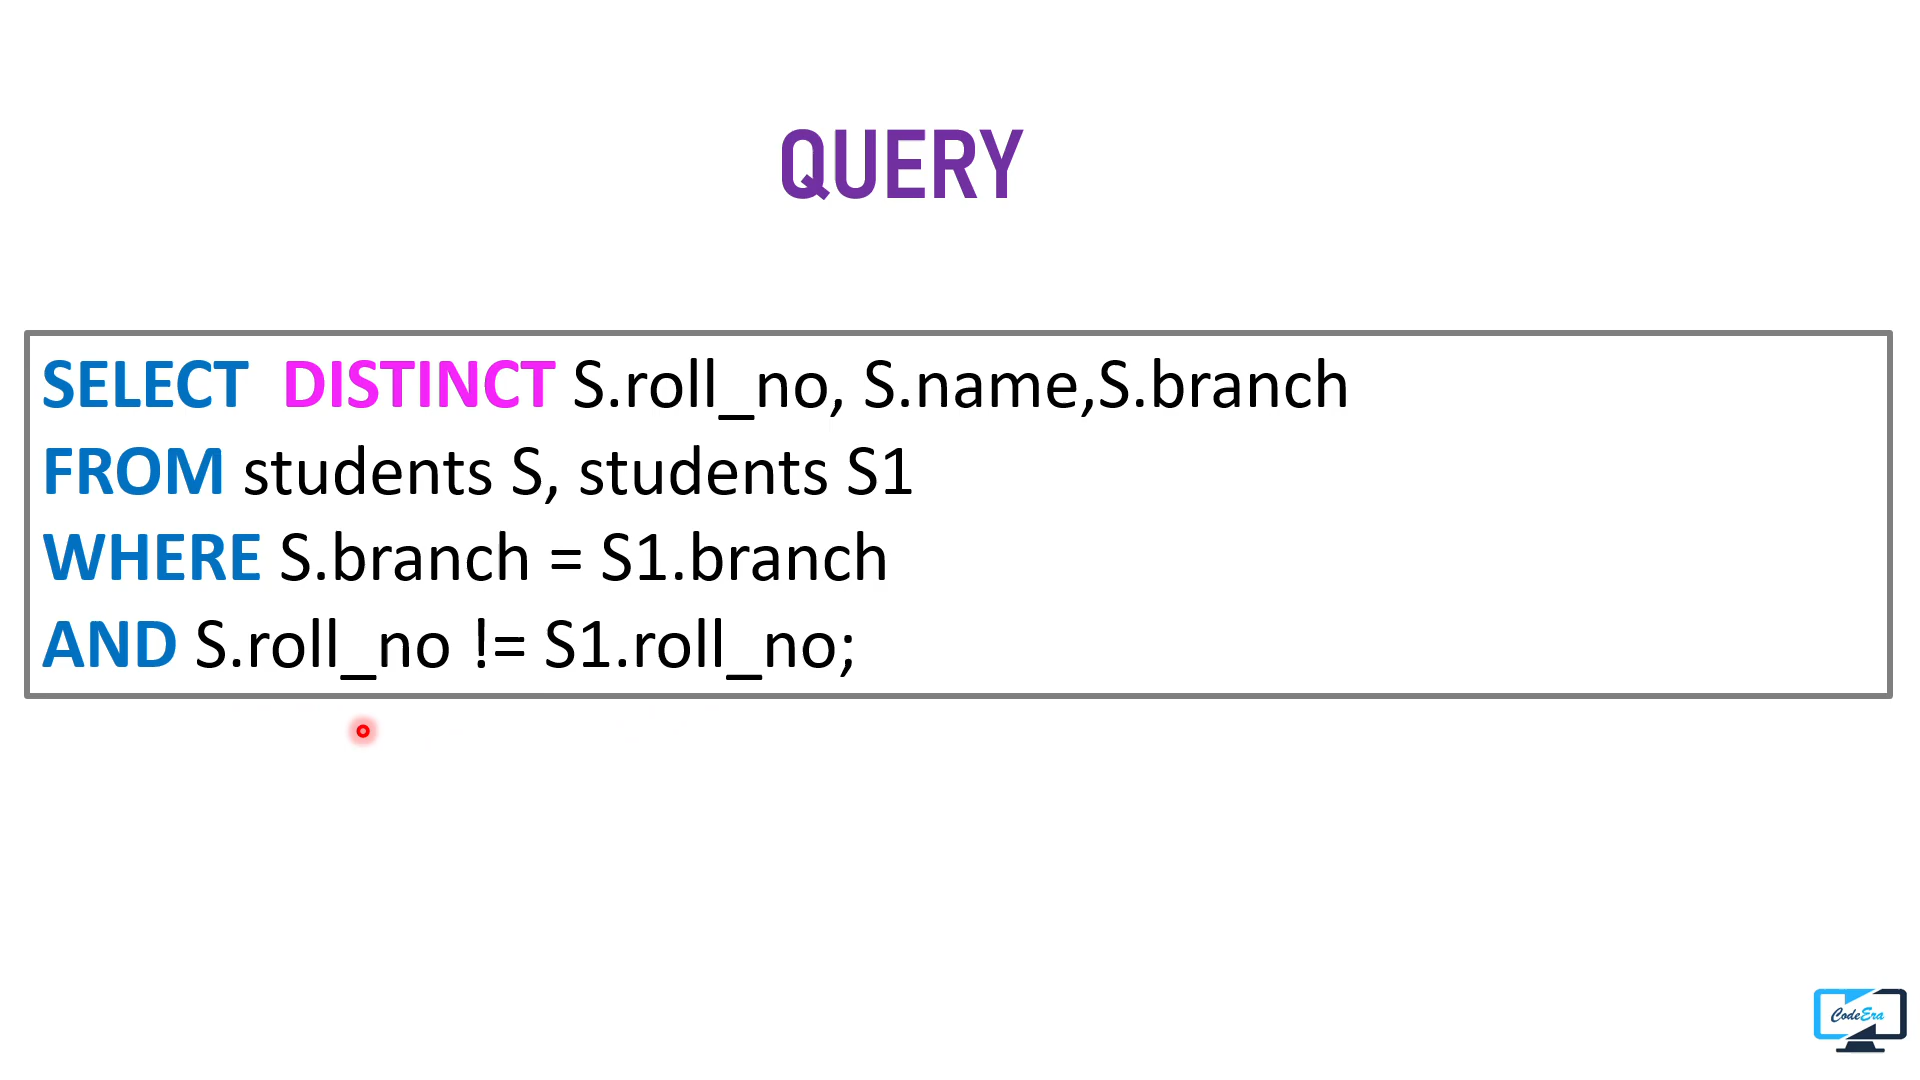 QUERY
SELECT DISTINCT S.roll_no, S.name,S.branch
FROM students S, students S1
WHERE S.branch = S1.branch
AND S.roll_no != S1.roll_no;
CodeEra